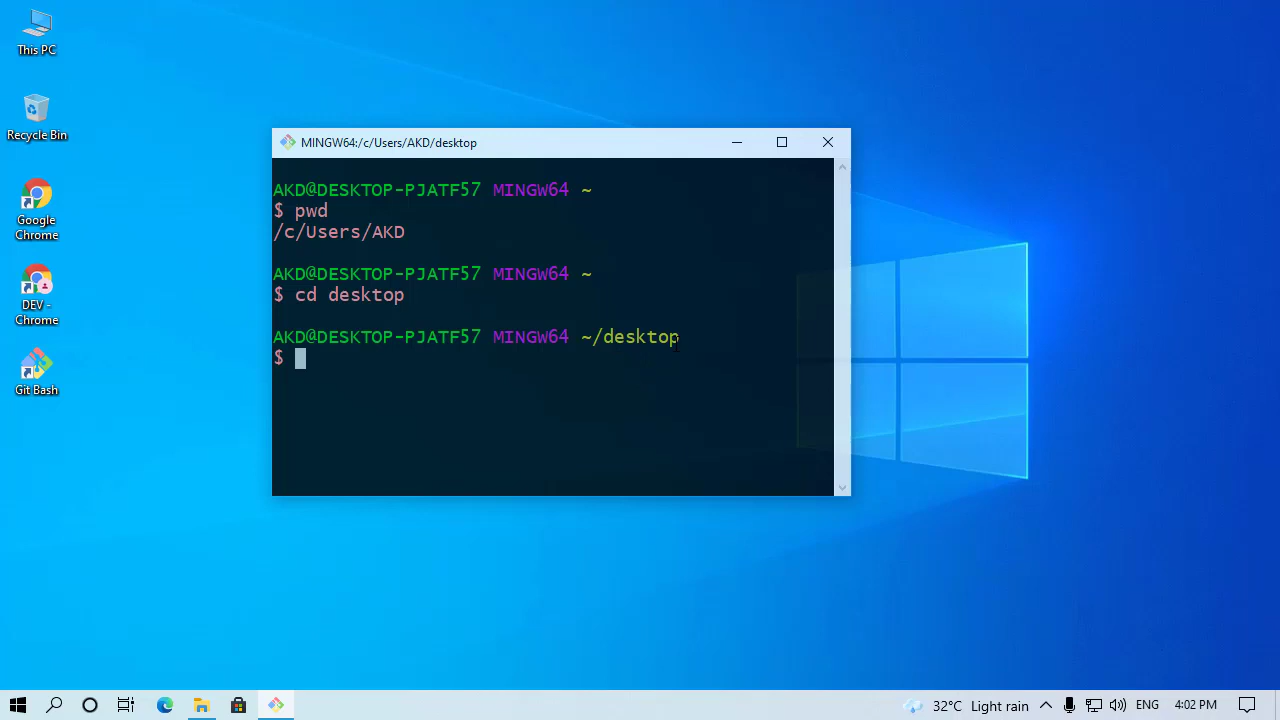 This PC
Recycle Bin
Google
Chrome
DEV -
Chrome
Git Bash
MINGW64:/c/Users/AKD/desktop
AKD@DESKTOP-PJATF57 MINGW64 ~
$ pwd
/c/Users/AKD
AKD@DESKTOP-PJATF57 MINGW64 ~
$ cd desktop
AKD@DESKTOP-PJATF57 MINGW64 ~/desktop
$
32°C Light rain ENG 4:02 PM